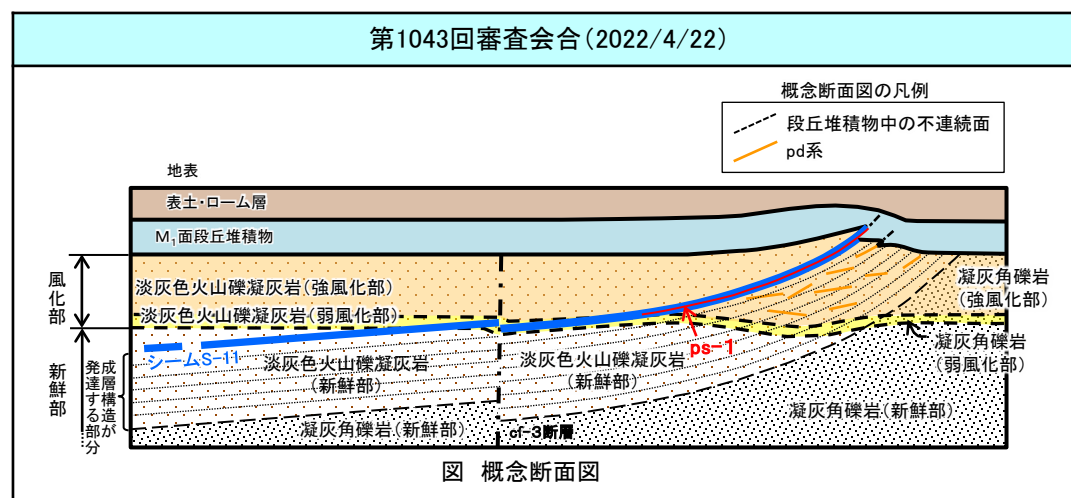 第1043回審査会合(2022/4/22)
概念断面図の凡例
段丘堆積物中の不連続面
pd系
地表
表土・ローム層
M₁面段丘堆積物
風化部
淡灰色火山礫凝灰岩(強風化部)
淡灰色火山礫凝灰岩(弱風化部)
凝灰角礫岩
(強風化部)
シームS-11
ps-1
凝灰角礫岩
(弱風化部)
新鮮部
成層構造が
発達する部分
淡灰色火山礫凝灰岩
(新鮮部)
淡灰色火山礫凝灰岩
(新鮮部)
凝灰角礫岩(新鮮部)
凝灰角礫岩(新鮮部)
cf-3断層
図 概念断面図